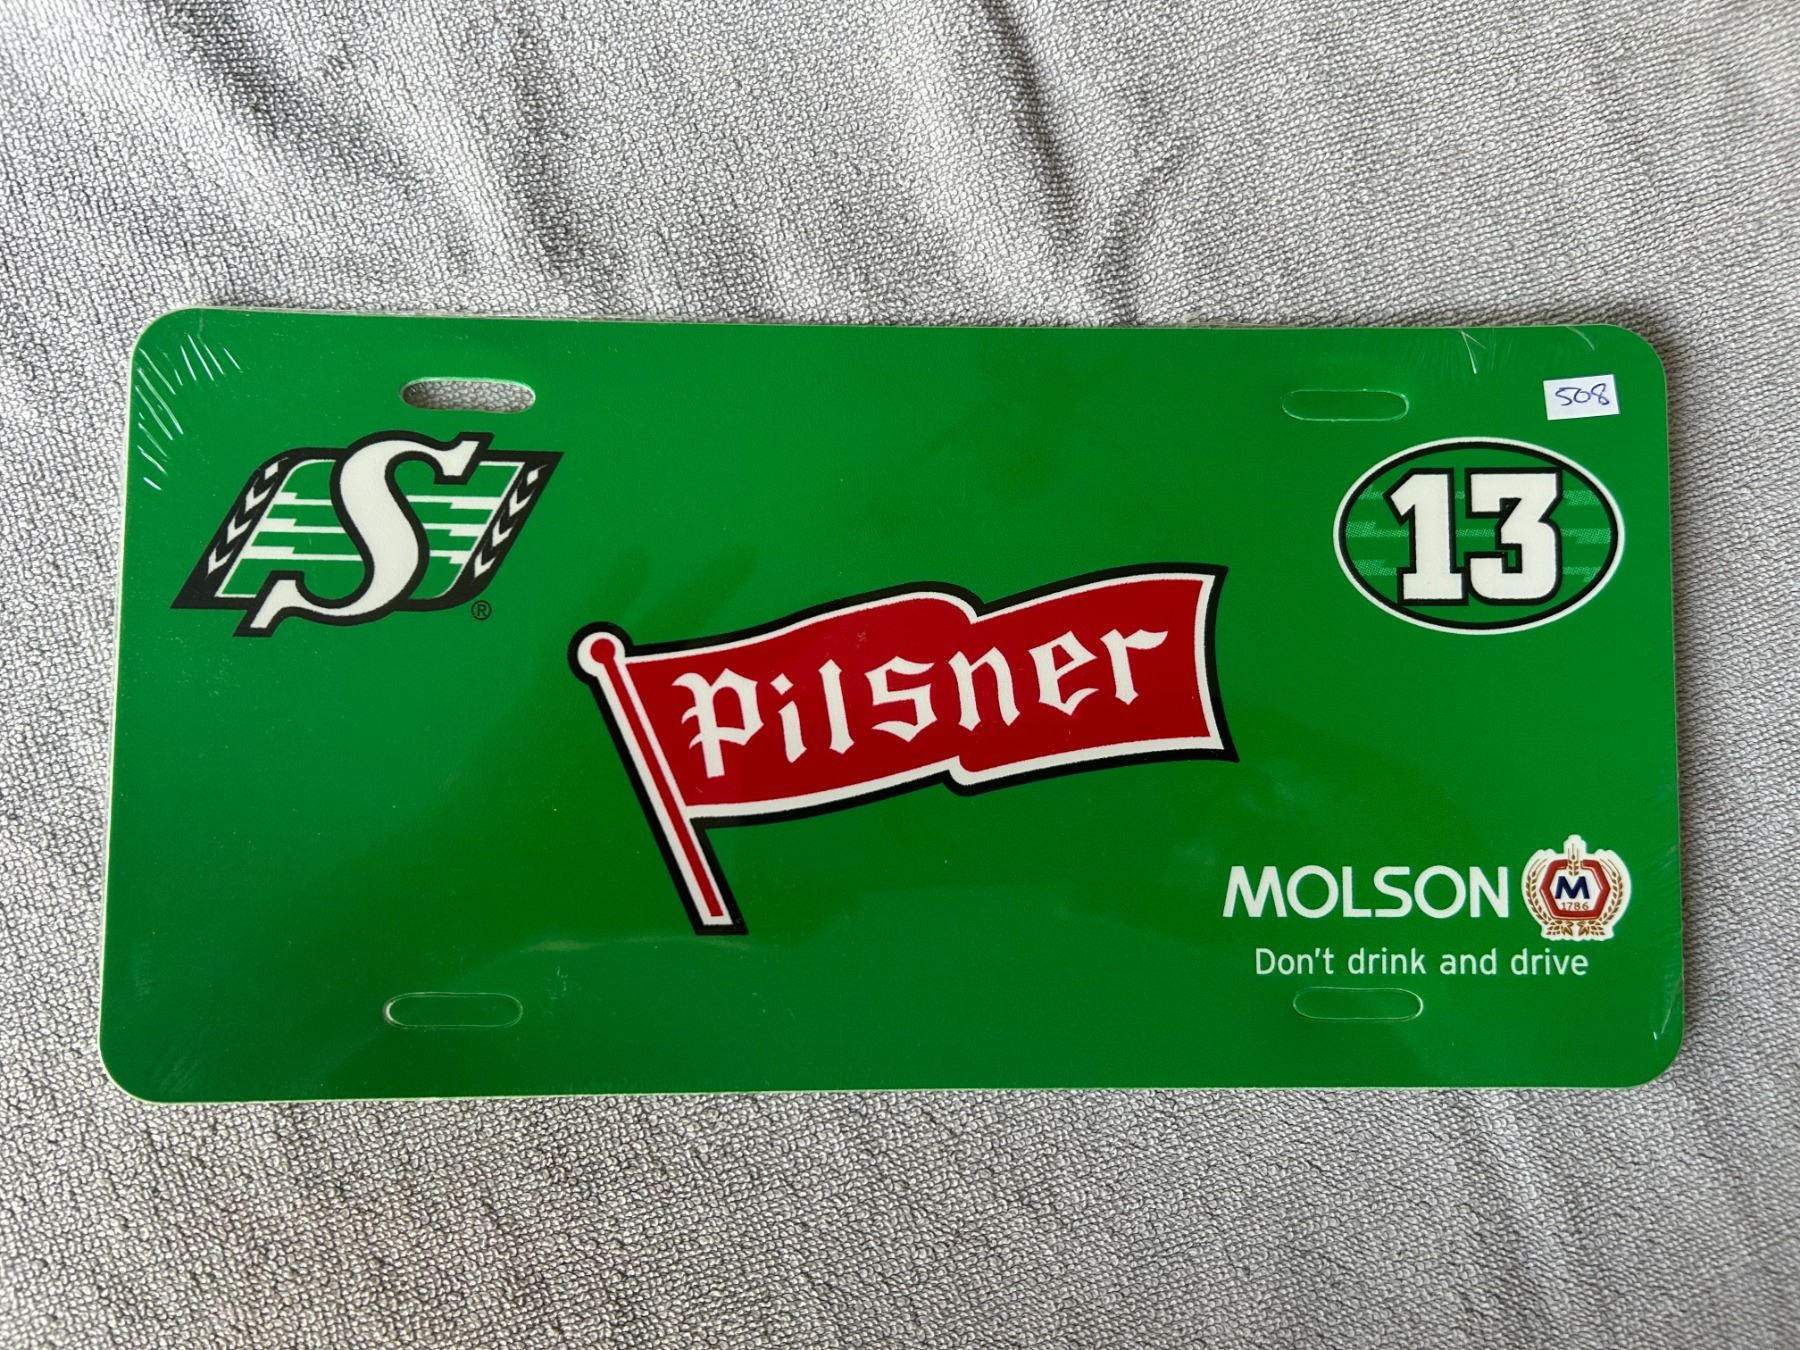 508
S
®
13
Pilsner
MOLSON
M
1786
Don't drink and drive